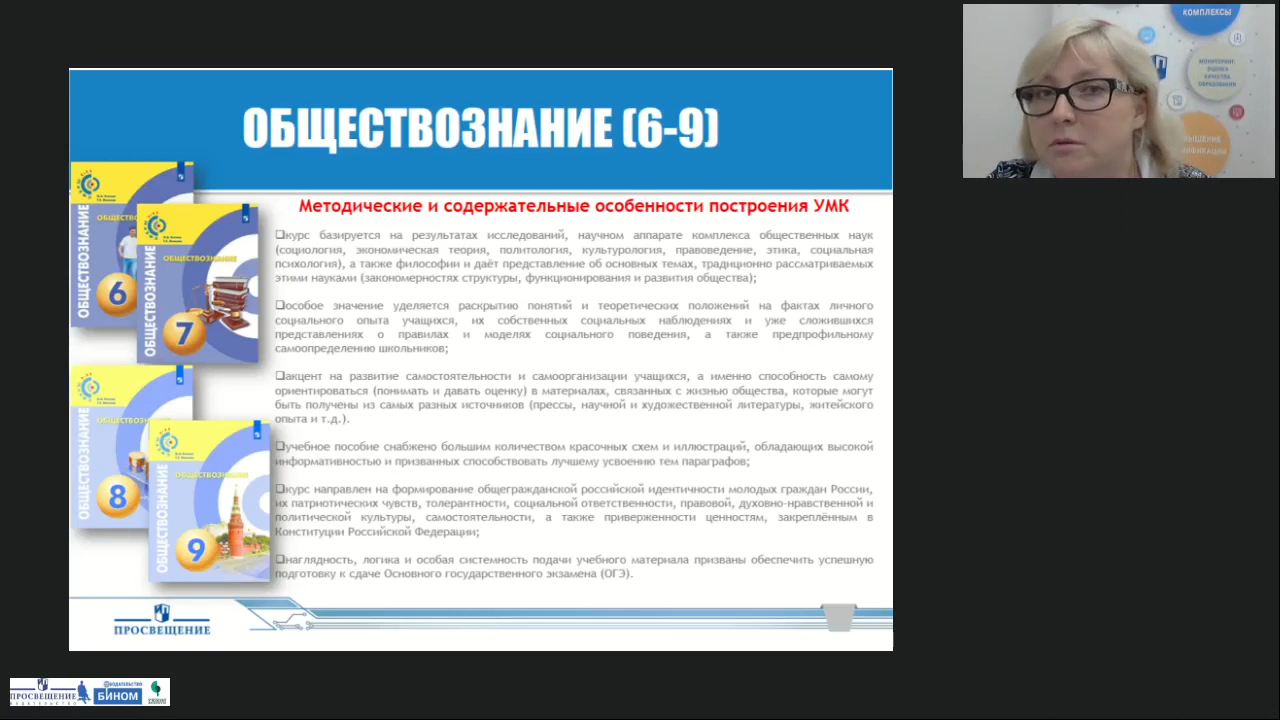 КОМПЛЕКСЫ
МОНИТОРИНГ,
ОЦЕНКА
КАЧЕСТВА
ОБРАЗОВАНИЯ
ОБЩЕСТВОЗНАНИЕ (6-9)
Методические и содержательные особенности построения УМК
❑курс базируется на результатах исследований, научном аппарате комплекса общественных наук
(социология, экономическая теория, политология, культурология, правоведение, этика, социальная
психология), а также философии и даёт представление об основных темах, традиционно рассматриваемых
этими науками (закономерностях структуры, функционирования и развития общества);
❑особое значение уделяется раскрытию понятий и теоретических положений на фактах личного
социального опыта учащихся, их собственных социальных наблюдениях и уже сложившихся
представлениях о правилах и моделях социального поведения, а также предпрофильному
самоопределению школьников;
❑акцент на развитие самостоятельности и самоорганизации учащихся, а именно способность самому
ориентироваться (понимать и давать оценку) в материалах, связанных с жизнью общества, которые могут
быть получены из самых разных источников (прессы, научной и художественной литературы, житейского
опыта и т.д.).
❑учебное пособие снабжено большим количеством красочных схем и иллюстраций, обладающих высокой
информативностью и призванных способствовать лучшему усвоению тем параграфов;
❑курс направлен на формирование общегражданской российской идентичности молодых граждан России,
их патриотических чувств, толерантности, социальной ответственности, правовой, духовно-нравственной и
политической культуры, самостоятельности, а также приверженности ценностям, закреплённым в
Конституции Российской Федерации;
❑наглядность, логика и особая системность подачи учебного материала призваны обеспечить успешную
подготовку к сдаче Основного государственного экзамена (ОГЭ).
ОБЩЕСТВОЗНАНИЕ
6
ОБЩЕСТВОЗНАНИЕ
ОБЩЕСТВОЗНАНИЕ
7
ОБЩЕСТВОЗНАНИЕ
8
ОБЩЕСТВОЗНАНИЕ
ОБЩЕСТВОЗНАНИЕ
9
ПРОСВЕЩЕНИЕ
ПРОСВЕЩЕНИЕ
ИЗДАТЕЛЬСТВО
ИЗДАТЕЛЬСТВО
БИНОМ